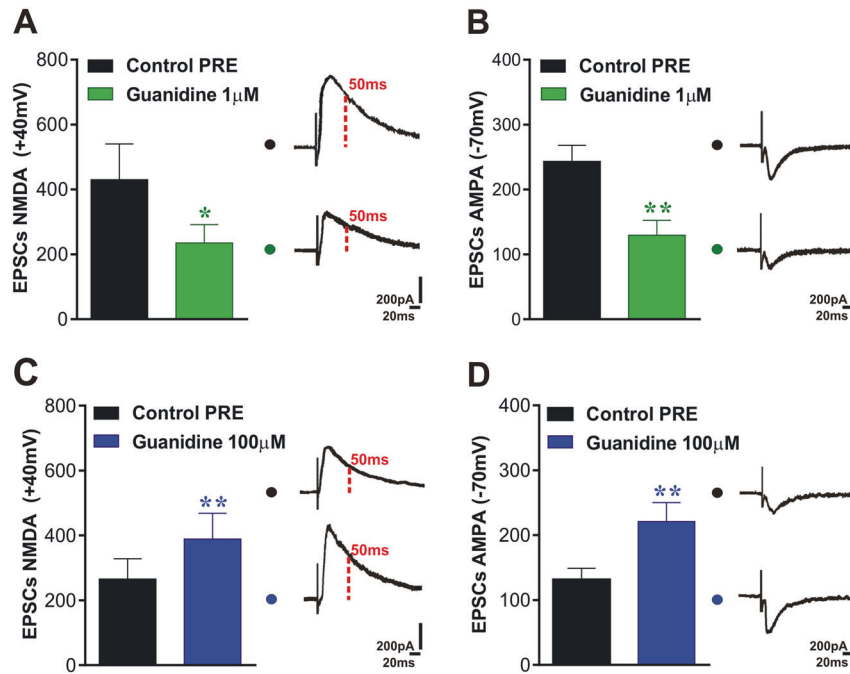 A
EPSCs NMDA (+40mV)
800
600
400
200
0
Control PRE
Guanidine 1μM
*
50ms
50ms
200pA
20ms
B
EPSCs AMPA (-70mV)
400
300
200
100
0
Control PRE
Guanidine 1μM
**
200pA
20ms
C
EPSCs NMDA (+40mV)
800
600
400
200
0
Control PRE
Guanidine 100μM
**
50ms
50ms
200pA
20ms
D
EPSCs AMPA (-70mV)
400
300
200
100
0
Control PRE
Guanidine 100μM
**
200pA
20ms